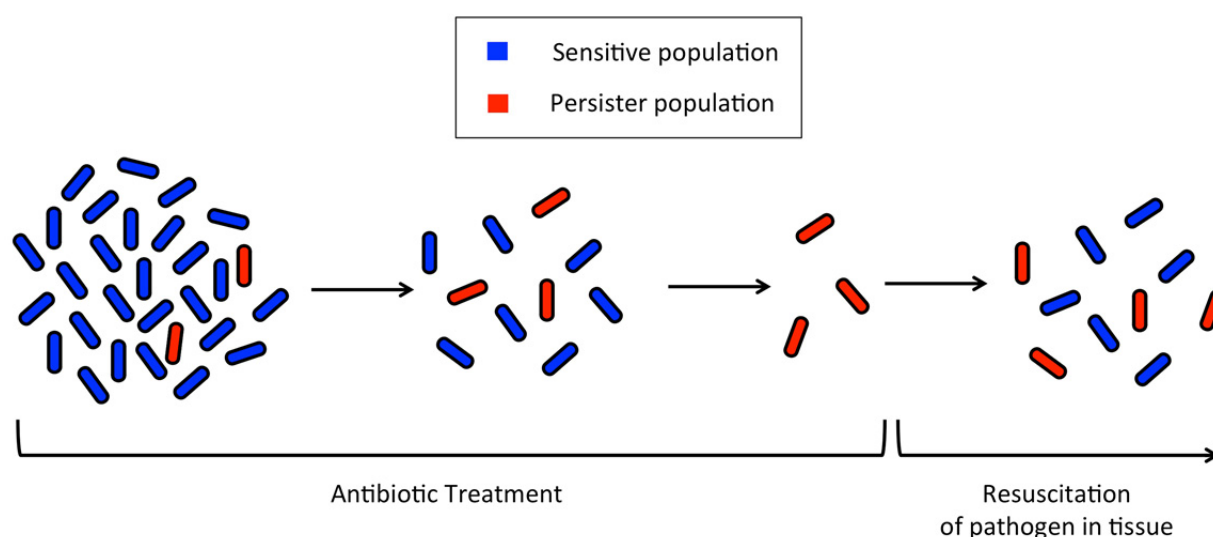 Sensitive population
Persister population
Antibiotic Treatment
Resuscitation
of pathogen in tissue